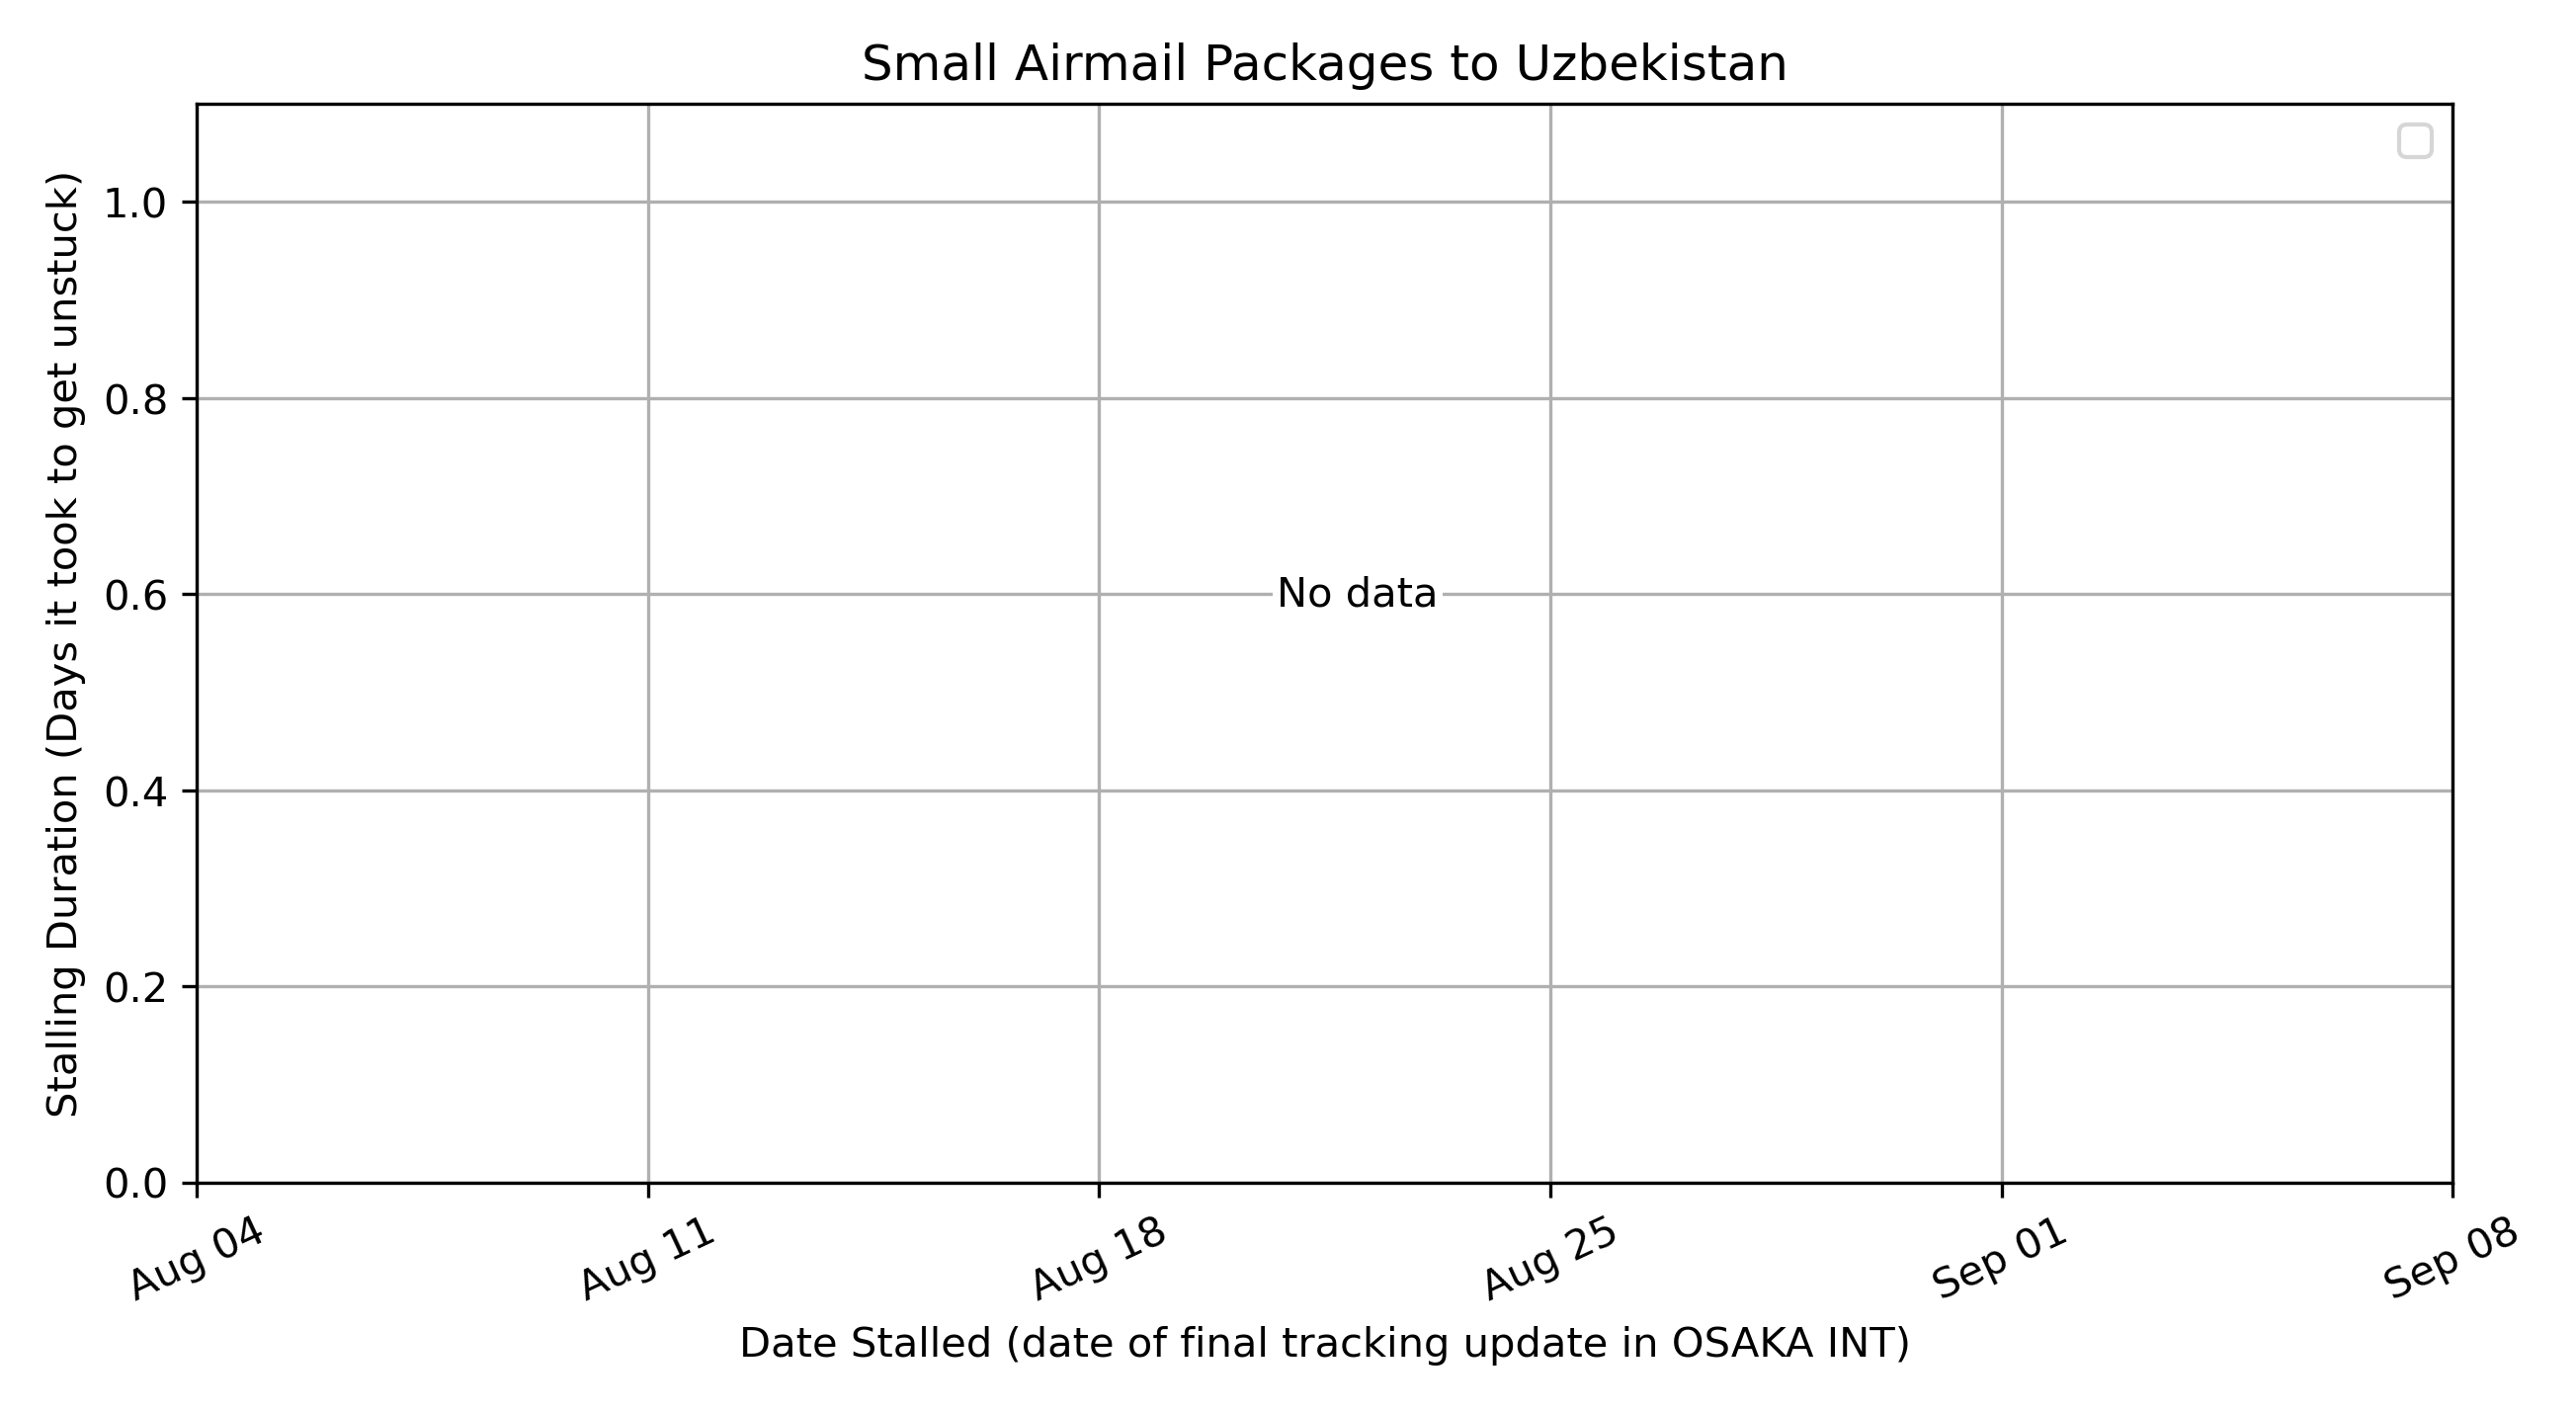 Small Airmail Packages to Uzbekistan
Stalling Duration (Days it took to get unstuck)
1.0
0.8
0.6
0.4
0.2
0.0
No data
Aug 04
Aug 11
Aug 18
Aug 25
Sep 01
Sep 08
Date Stalled (date of final tracking update in OSAKA INT)